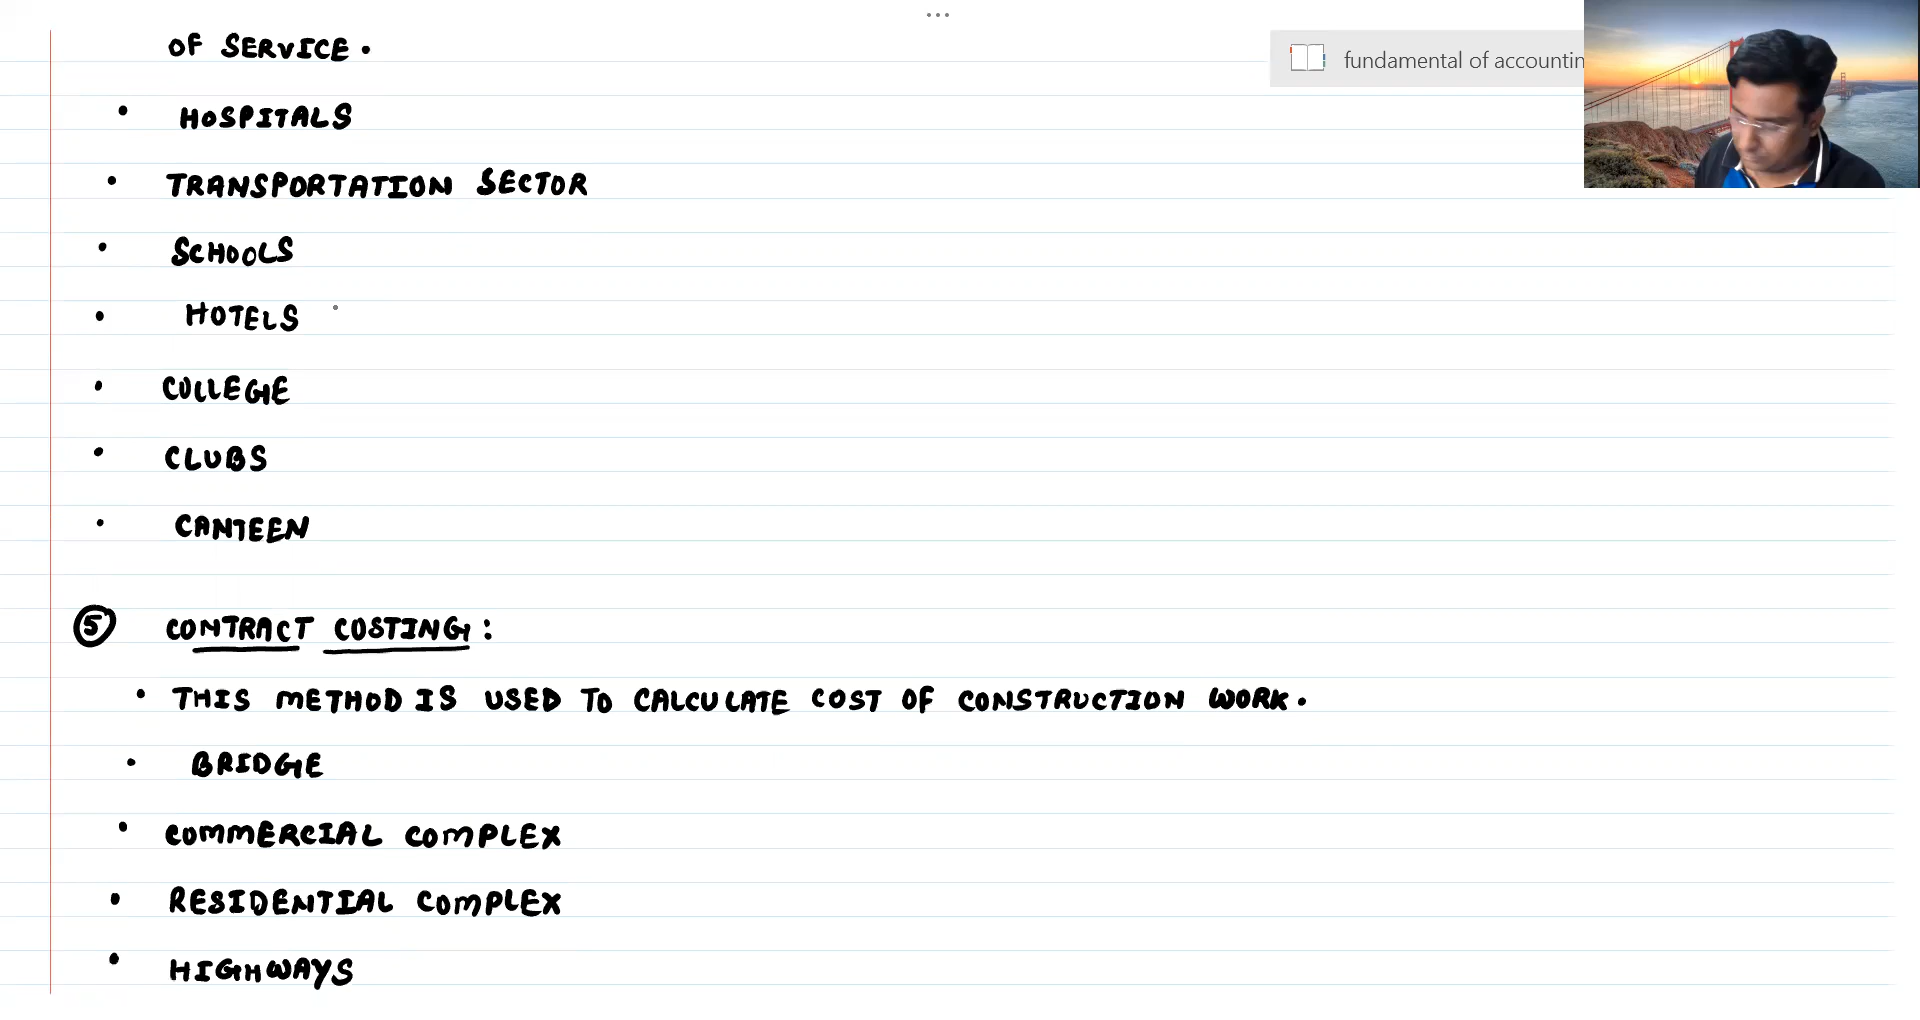 OF SERVICE.
fundamental of accountin
• HOSPITALS
• TRANSPORTATION SECTOR
• SCHOOLS
• HOTELS
• COLLEGE
• CLUBS
• CANTEEN
⑤ CONTRACT COSTING:
• THIS METHOD IS USED TO CALCULATE COST OF CONSTRUCTION WORK.
• BRIDGE
• COMMERCIAL COMPLEX
• RESIDENTIAL COMPLEX
• HIGHWAYS